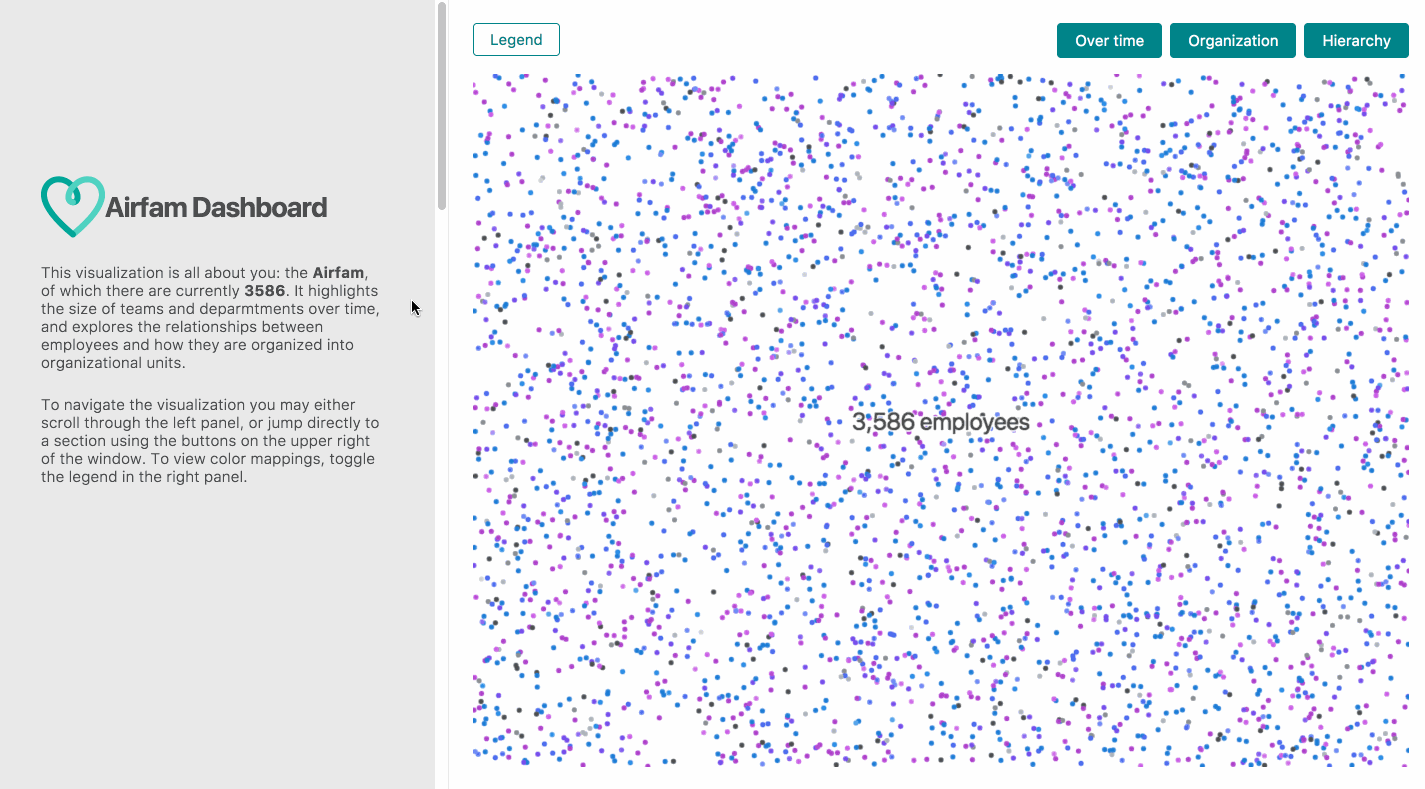 Legend
Over time
Organization
Hierarchy
Airfam Dashboard
This visualization is all about you: the Airfam,
of which there are currently 3586. It highlights
the size of teams and deparmtments over time,
and explores the relationships between
employees and how they are organized into
organizational units.
To navigate the visualization you may either
scroll through the left panel, or jump directly to
a section using the buttons on the upper right
of the window. To view color mappings, toggle
the legend in the right panel.
3,586 employees